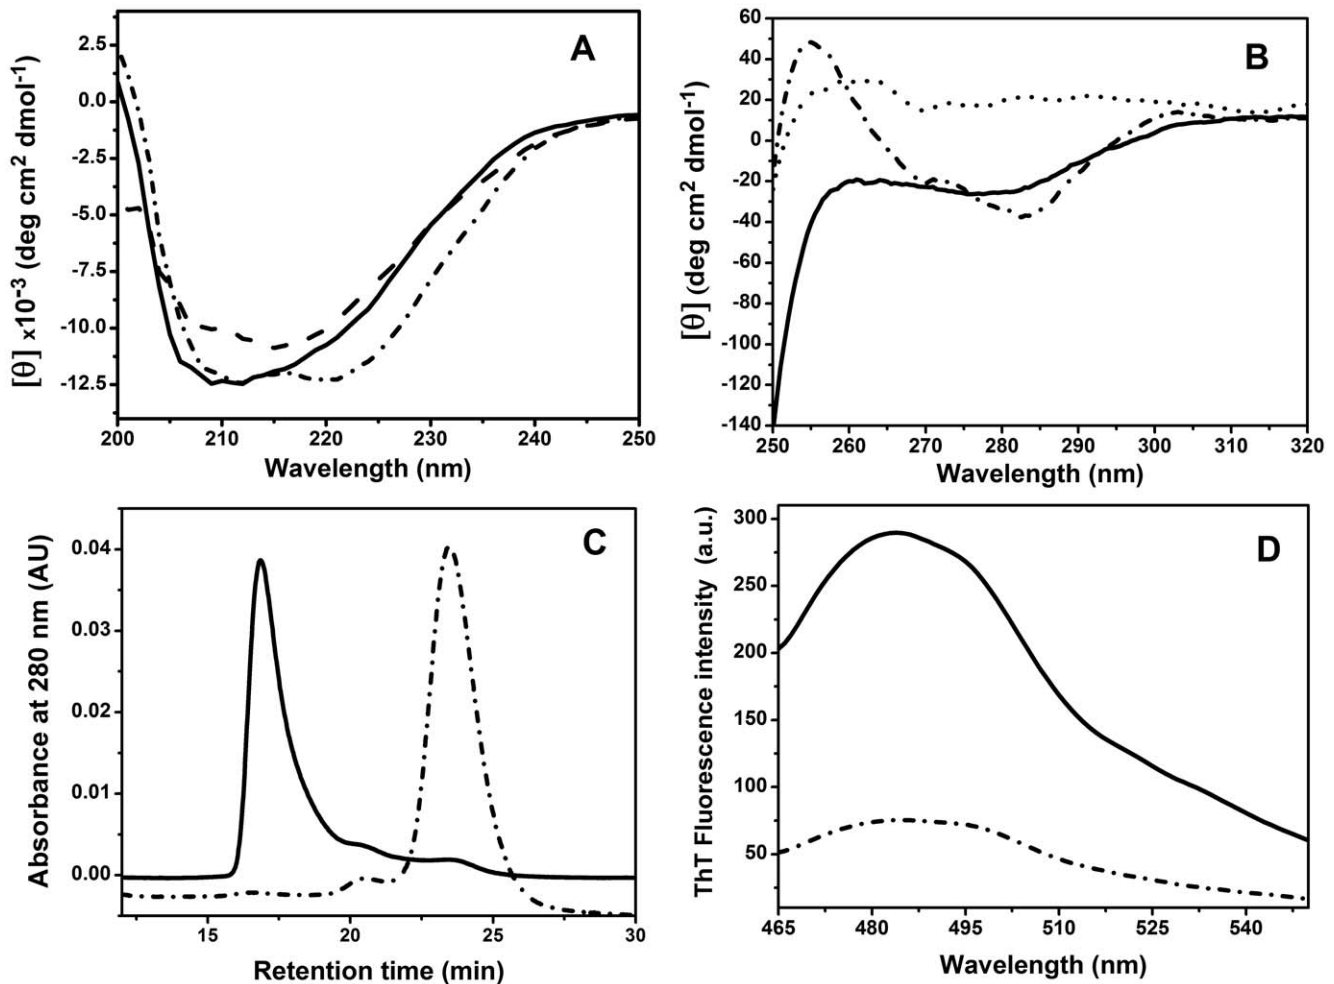 A
[θ] x10⁻³ (deg cm² dmol⁻¹)
2.5
0.0
-2.5
-5.0
-7.5
-10.0
-12.5
200 210 220 230 240 250
Wavelength (nm)
B
[θ] (deg cm² dmol⁻¹)
60
40
20
0
-20
-40
-60
-80
-100
-120
-140
250 260 270 280 290 300 310 320
Wavelength (nm)
C
Absorbance at 280 nm (AU)
0.04
0.03
0.02
0.01
0.00
15 20 25 30
Retention time (min)
D
ThT Fluorescence intensity (a.u.)
300
250
200
150
100
50
465 480 495 510 525 540
Wavelength (nm)